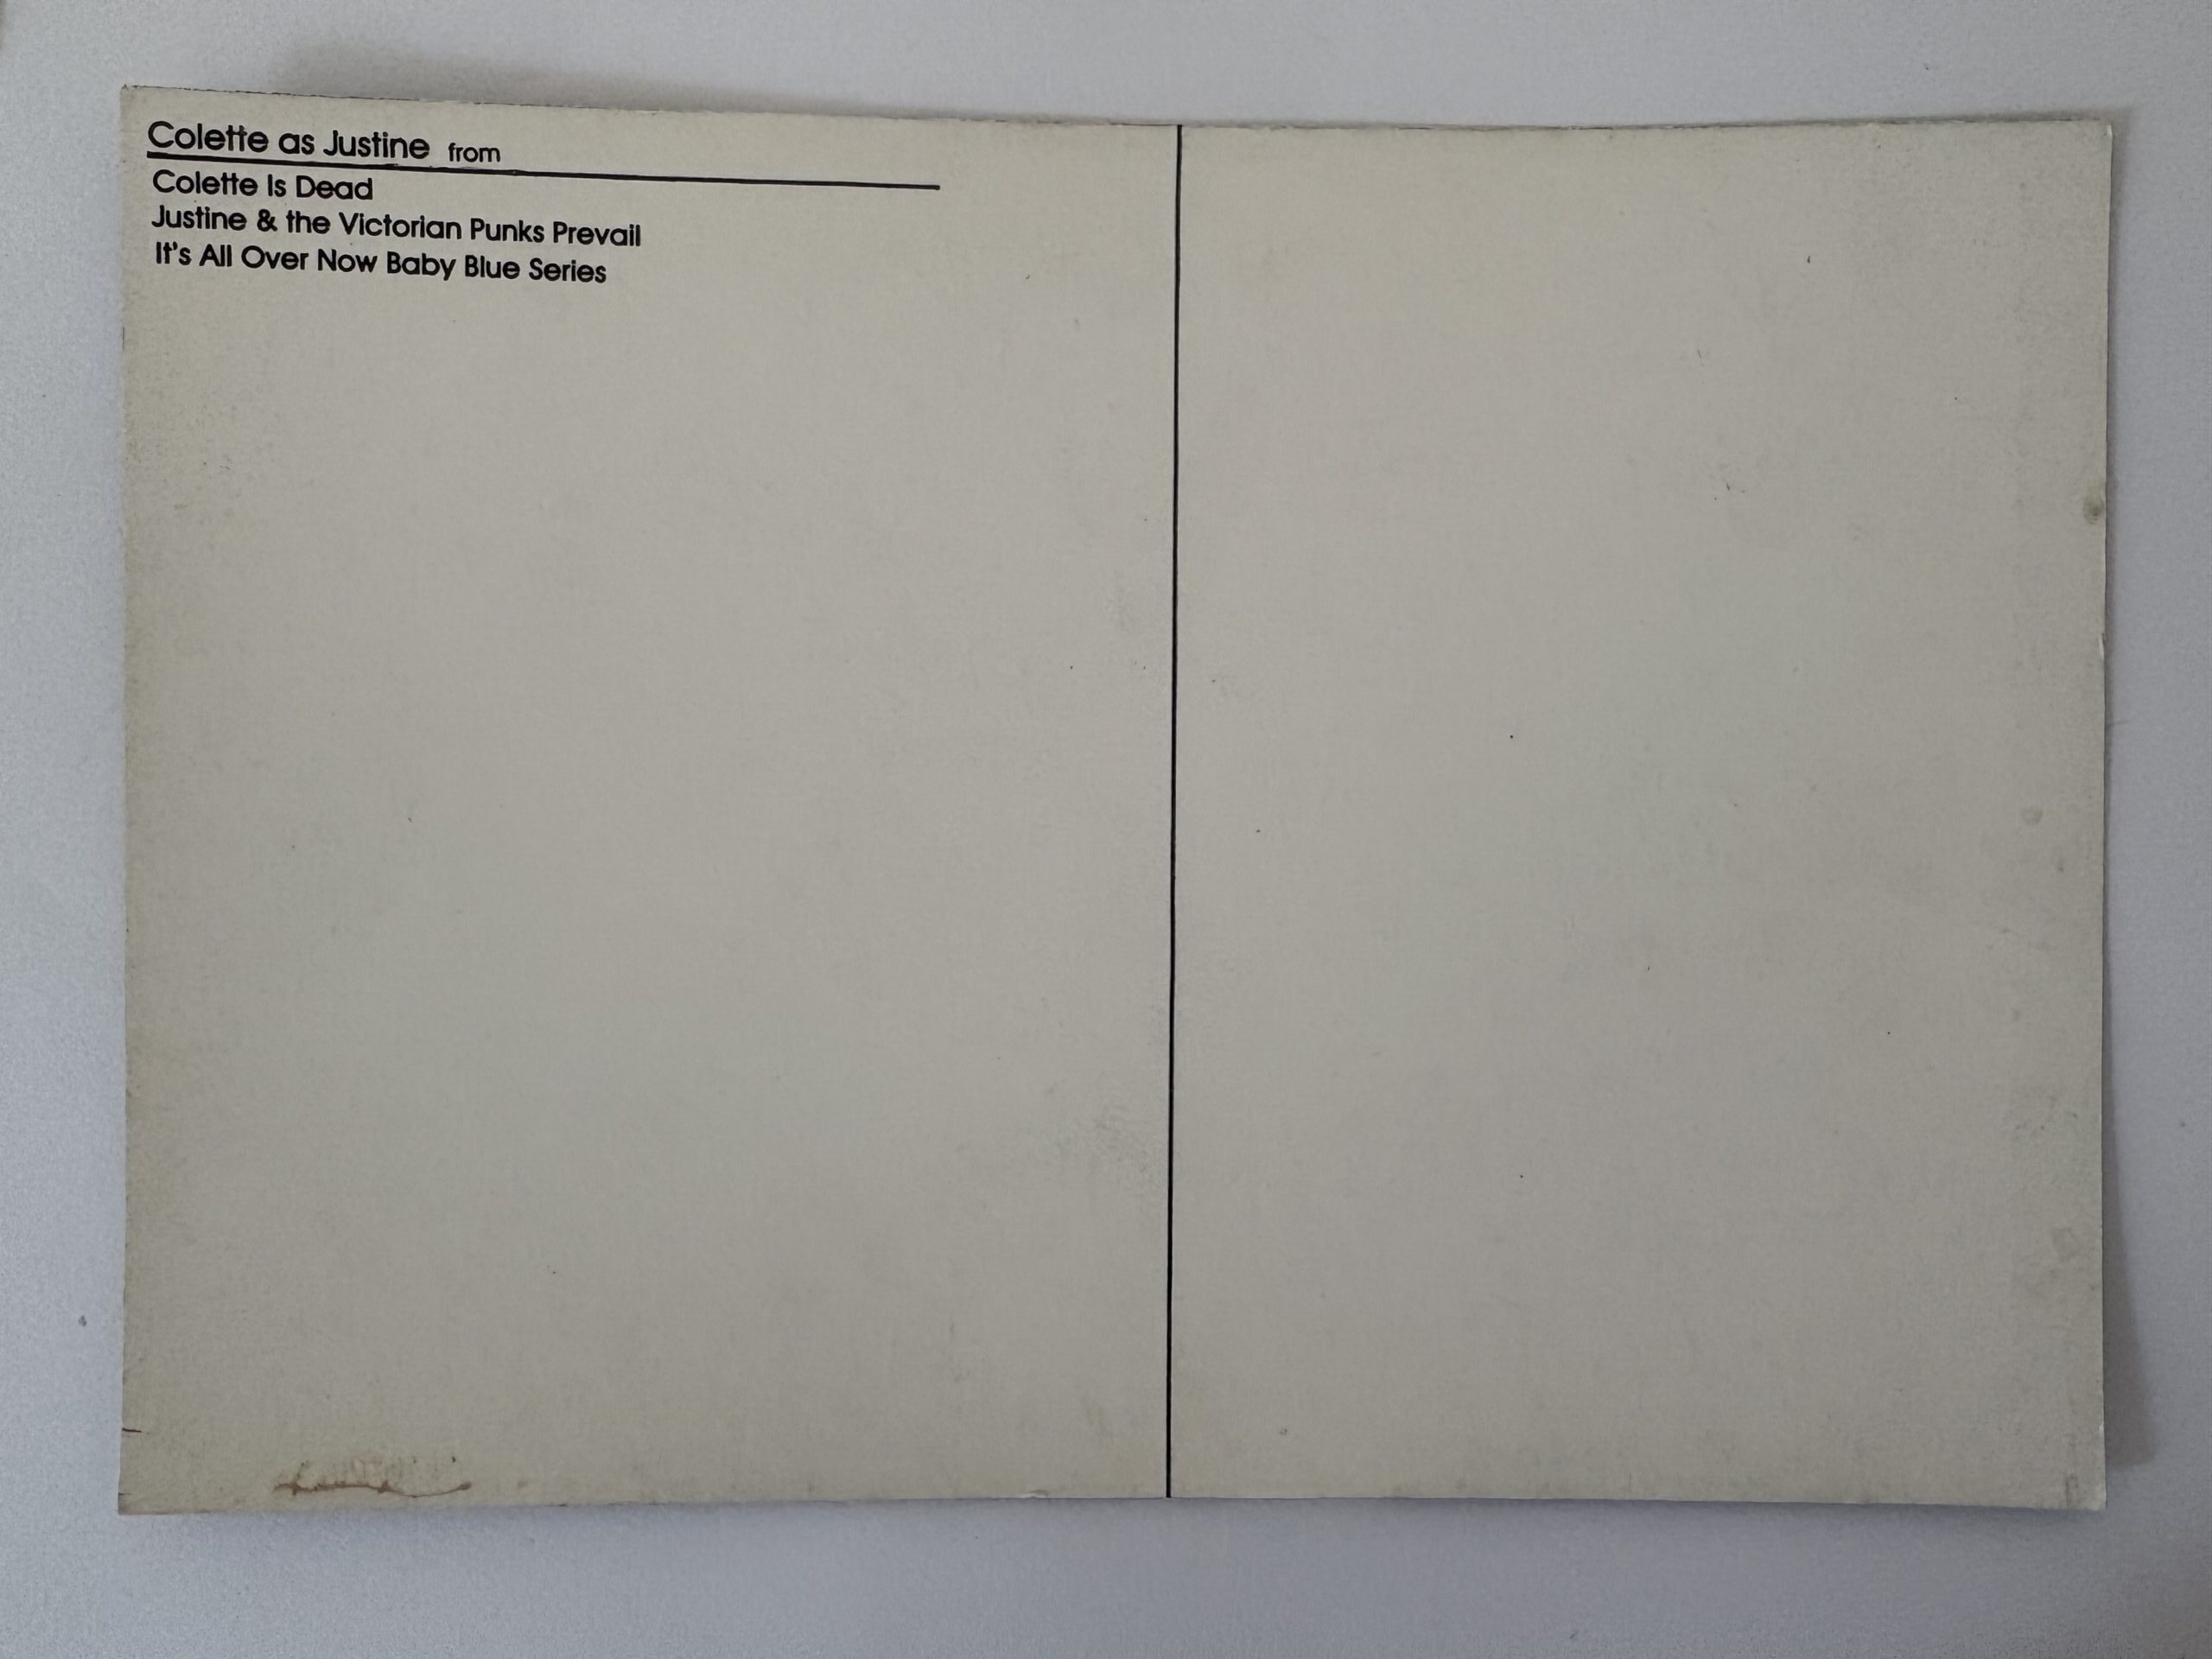 Colette as Justine from
Colette Is Dead
Justine & the Victorian Punks Prevail
It's All Over Now Baby Blue Series